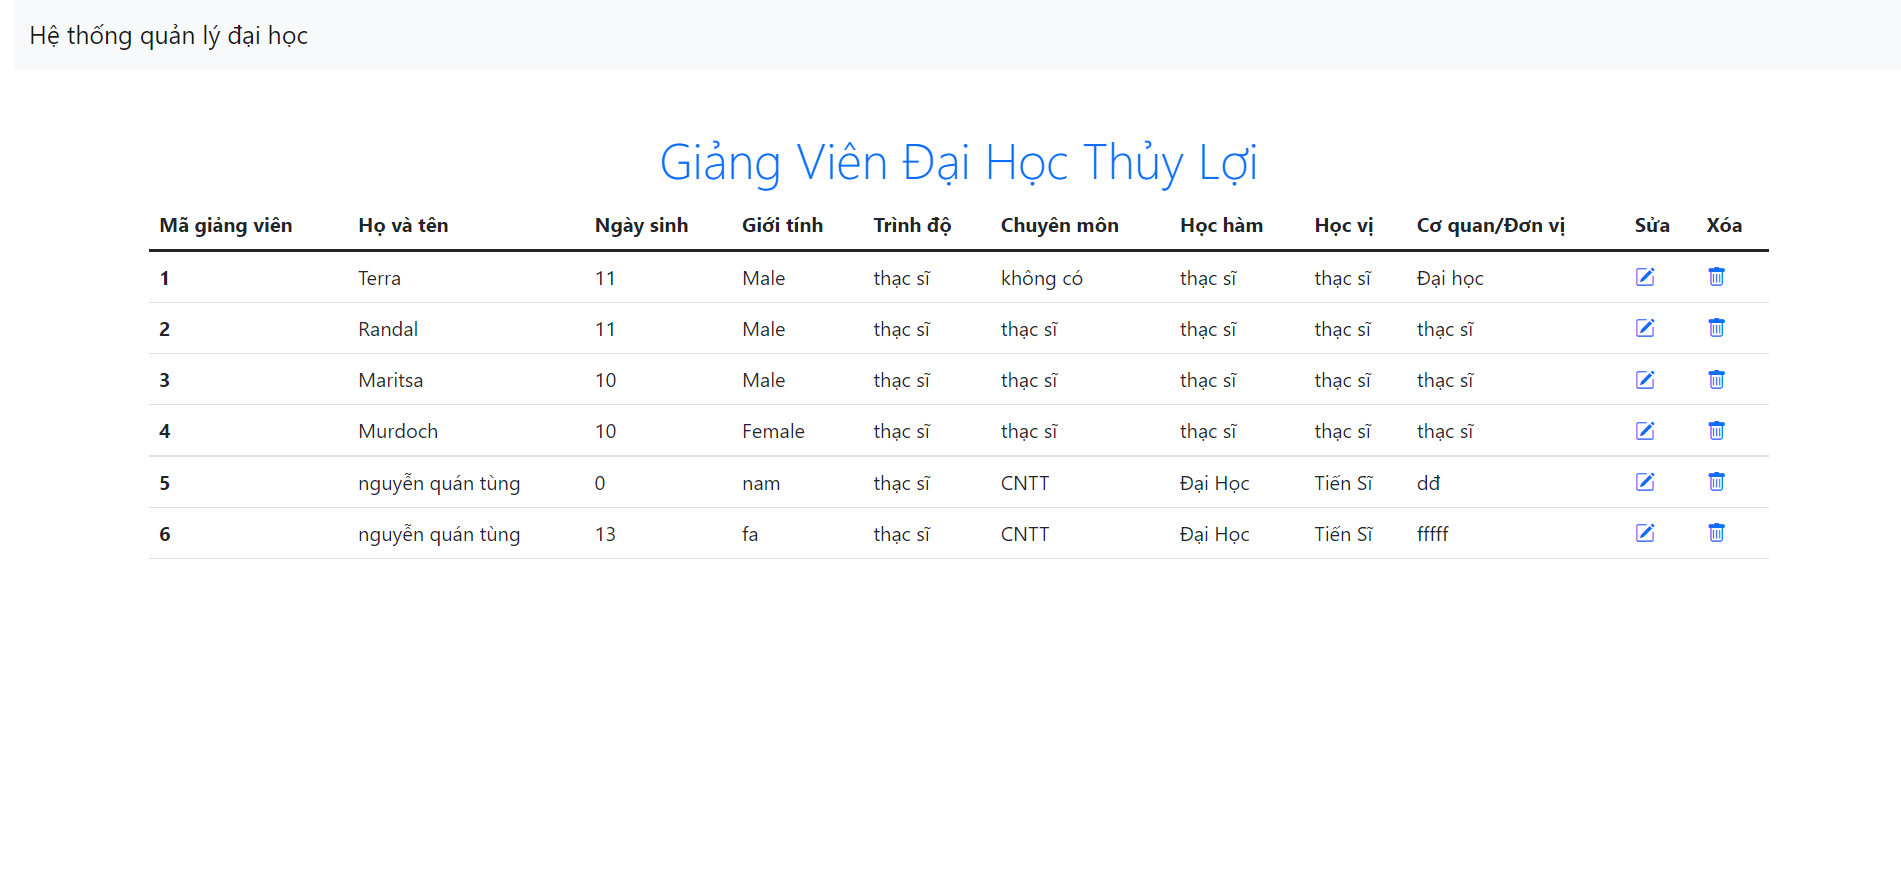 Hệ thống quản lý đại học
Giảng Viên Đại Học Thủy Lợi
Mã giảng viên Họ và tên Ngày sinh Giới tính Trình độ Chuyên môn Học hàm Học vị Cơ quan/Đơn vị Sửa Xóa
1 Terra 11 Male thạc sĩ không có thạc sĩ thạc sĩ Đại học
2 Randal 11 Male thạc sĩ thạc sĩ thạc sĩ thạc sĩ thạc sĩ
3 Maritsa 10 Male thạc sĩ thạc sĩ thạc sĩ thạc sĩ thạc sĩ
4 Murdoch 10 Female thạc sĩ thạc sĩ thạc sĩ thạc sĩ thạc sĩ
5 nguyễn quán tùng 0 nam thạc sĩ CNTT Đại Học Tiến Sĩ dđ
6 nguyễn quán tùng 13 fa thạc sĩ CNTT Đại Học Tiến Sĩ fffff